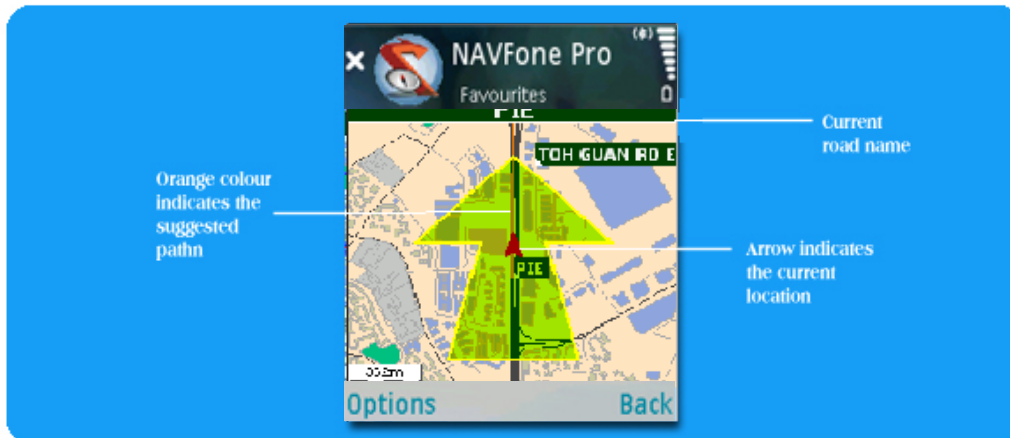 NAVFone Pro
Favourites
0
PIE
Current
road name
TOH GUAN RD E
Orange colour
indicates the
suggested
pathn
Arrow indicates
the current
location
PIE
Options
Back